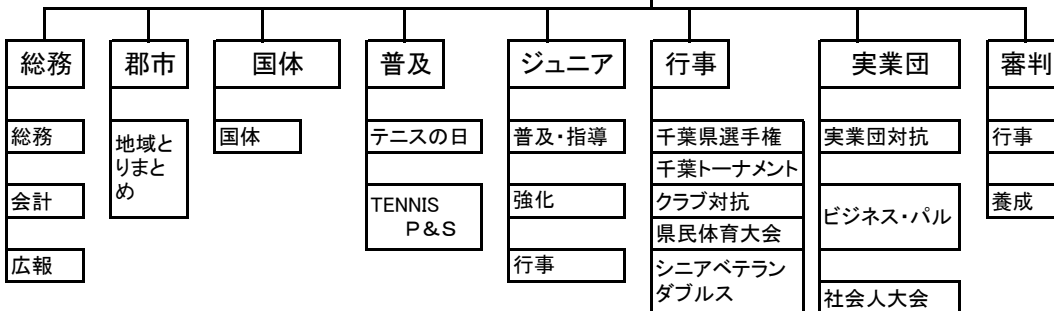 総務
郡市
国体
普及
ジュニア
行事
実業団
審判
総務
会計
広報
地域と
りまと
め
国体
テニスの日
TENNIS
P&S
普及・指導
強化
行事
千葉県選手権
千葉トーナメント
クラブ対抗
県民体育大会
シニアベテラン
ダブルス
実業団対抗
ビジネス・パル
社会人大会
行事
養成